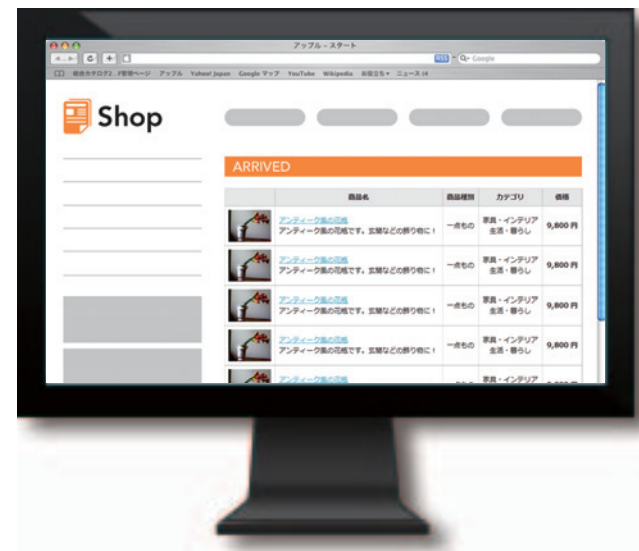 アップル - スタート
RSS
Google
総合カタログ2 アップル Yahoo! Japan Google マップ YouTube Wikipedia お役立ち ニュース (4
Shop
ARRIVED
商品名 商品種別 カテゴリ 価格
アンティーク風の花瓶
アンティーク風の花瓶です。玄関などの飾り物に! 一点もの 家具・インテリア 生活・暮らし 9,800 円
アンティーク風の花瓶
アンティーク風の花瓶です。玄関などの飾り物に! 一点もの 家具・インテリア 生活・暮らし 9,800 円
アンティーク風の花瓶
アンティーク風の花瓶です。玄関などの飾り物に! 一点もの 家具・インテリア 生活・暮らし 9,800 円
アンティーク風の花瓶
アンティーク風の花瓶です。玄関などの飾り物に! 一点もの 家具・インテリア 生活・暮らし 9,800 円
アンティーク風の花瓶
家具・インテリア